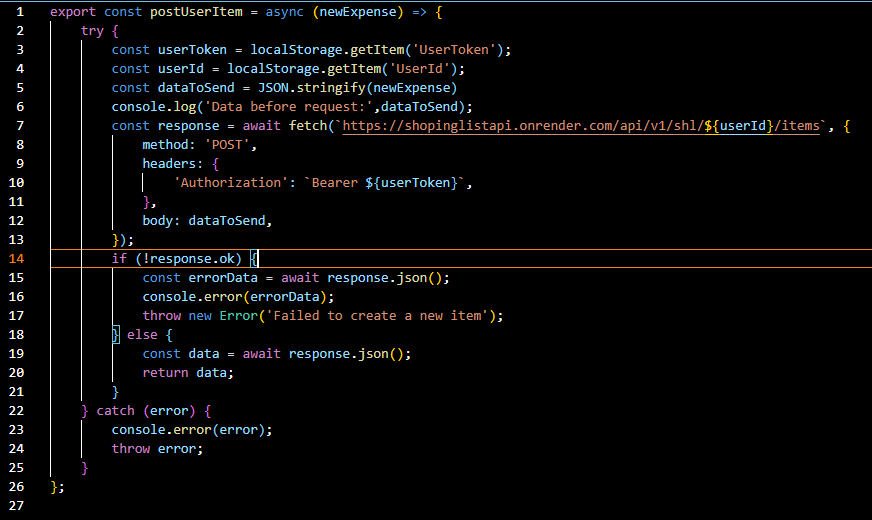 1 export const postUserItem = async (newExpense) => {
2 try {
3 const userToken = localStorage.getItem('UserToken');
4 const userId = localStorage.getItem('UserId');
5 const dataToSend = JSON.stringify(newExpense)
6 console.log('Data before request:',dataToSend);
7 const response = await fetch(`https://shopinglistapi.onrender.com/api/v1/shl/${userId}/items`, {
8 method: 'POST',
9 headers: {
10 'Authorization': `Bearer ${userToken}`,
11 },
12 body: dataToSend,
13 });
14 if (!response.ok) {
15 const errorData = await response.json();
16 console.error(errorData);
17 throw new Error('Failed to create a new item');
18 } else {
19 const data = await response.json();
20 return data;
21 }
22 } catch (error) {
23 console.error(error);
24 throw error;
25 }
26 };
27